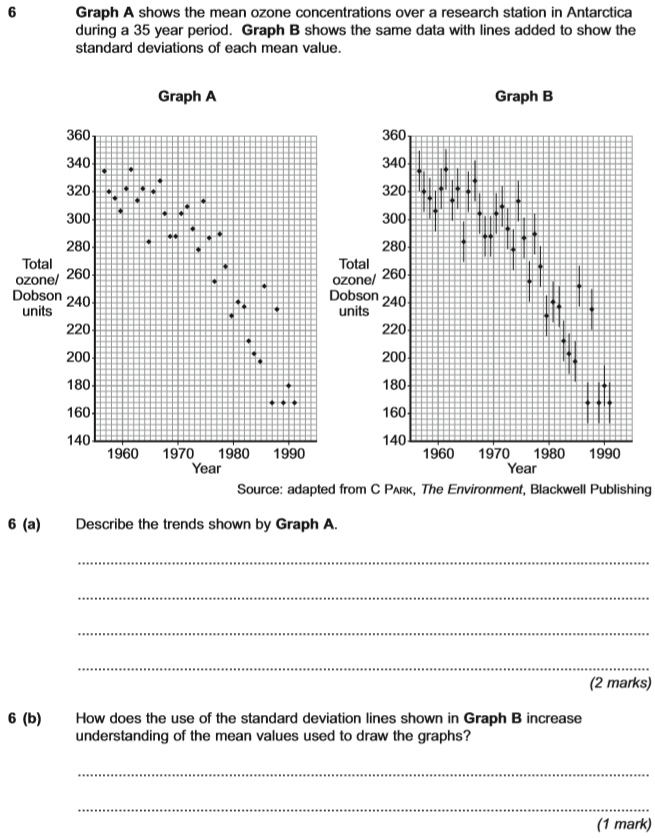 6 Graph A shows the mean ozone concentrations over a research station in Antarctica
during a 35 year period. Graph B shows the same data with lines added to show the
standard deviations of each mean value.
Graph A
Graph B
360
340
320
300
280
260
240
220
200
180
160
140
Total
ozone/
Dobson
units
1960 1970 1980 1990
Year
360
340
320
300
280
260
240
220
200
180
160
140
Total
ozone/
Dobson
units
1960 1970 1980 1990
Year
Source: adapted from C PARK, The Environment, Blackwell Publishing
6 (a) Describe the trends shown by Graph A.
(2 marks)
6 (b) How does the use of the standard deviation lines shown in Graph B increase
understanding of the mean values used to draw the graphs?
(1 mark)